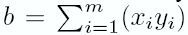 b = \sum_{i=1}^{m}(x_i y_i)